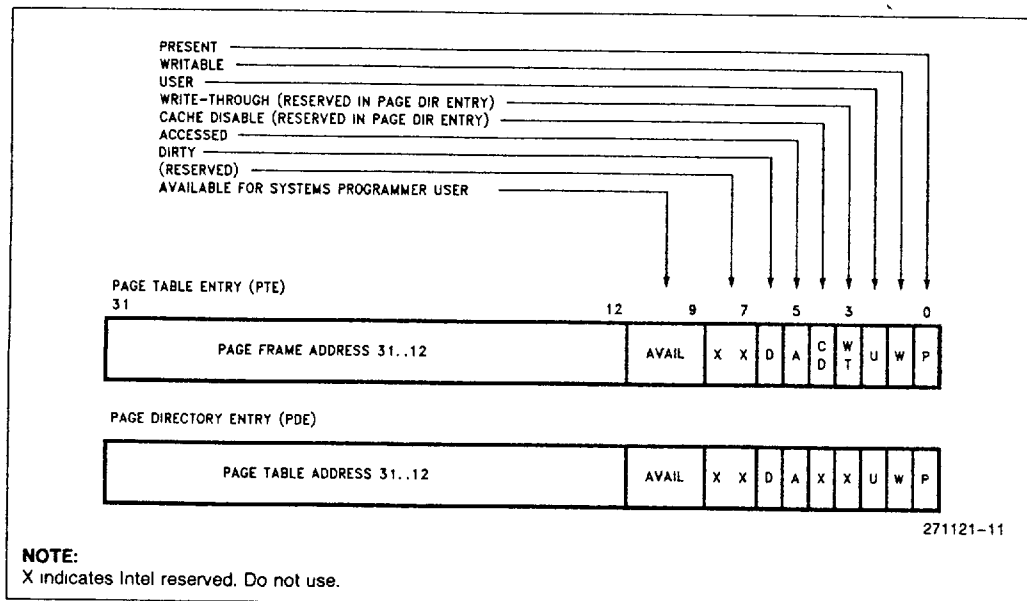 PRESENT
WRITABLE
USER
WRITE-THROUGH (RESERVED IN PAGE DIR ENTRY)
CACHE DISABLE (RESERVED IN PAGE DIR ENTRY)
ACCESSED
DIRTY
(RESERVED)
AVAILABLE FOR SYSTEMS PROGRAMMER USER
PAGE TABLE ENTRY (PTE)
31 12 9 7 5 3 0
PAGE FRAME ADDRESS 31..12 AVAIL X X D A CD WT U W P
PAGE DIRECTORY ENTRY (PDE)
PAGE TABLE ADDRESS 31..12 AVAIL X X D A X X U W P
271121-11
NOTE:
X indicates Intel reserved. Do not use.